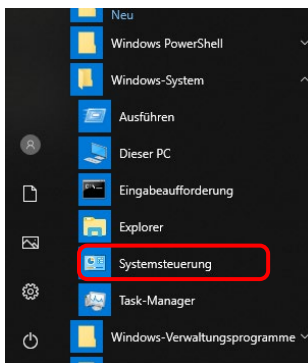 Neu
Windows PowerShell
Windows-System
Ausführen
Dieser PC
Eingabeaufforderung
Explorer
Systemsteuerung
Task-Manager
Windows-Verwaltungsprogramme